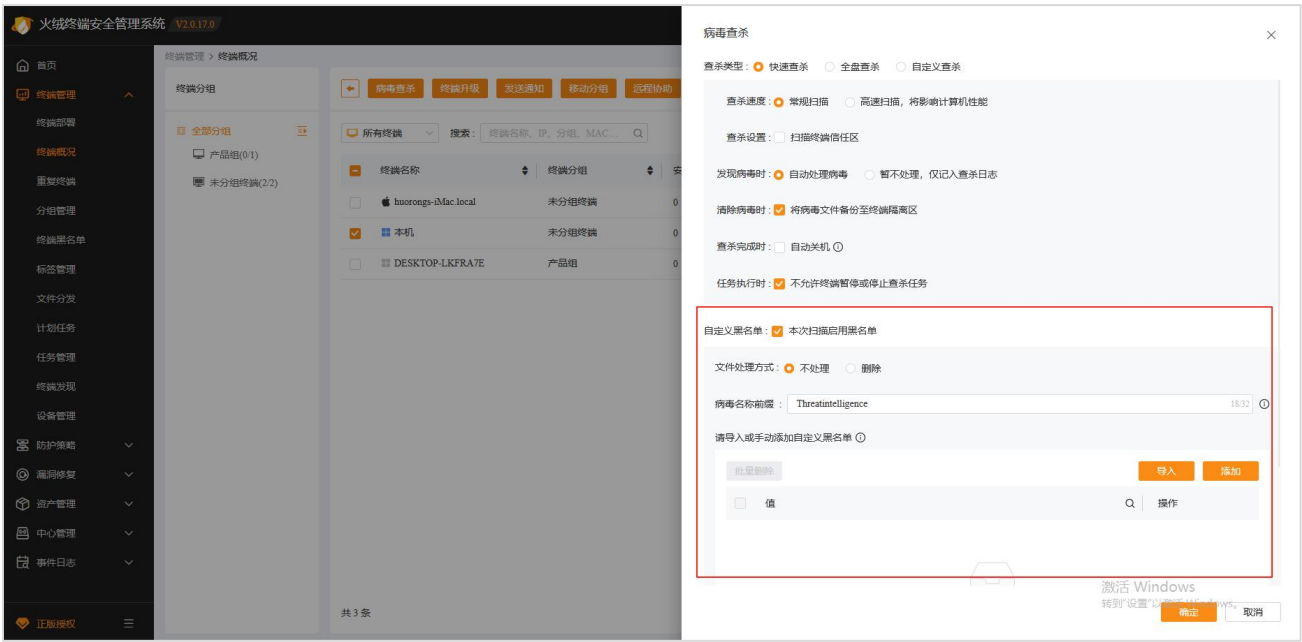 火绒终端安全管理系统 V2.0.17.0
首页
终端管理
终端部署
终端概况
重复终端
分组管理
终端黑名单
标签管理
文件分发
计划任务
任务管理
终端发现
设备管理
防护策略
漏洞修复
资产管理
中心管理
事件日志
正版授权
终端管理 > 终端概况
终端分组
全部分组
产品组(0/1)
未分组终端(2/2)
病毒查杀 终端升级 发送通知 移动分组 远程协助
所有终端 搜索: 终端名称、IP、分组、MAC...
终端名称 终端分组 安
huorongs-iMac.local 未分组终端 0
本机 未分组终端 0
DESKTOP-LKFRA7E 产品组 0
共 3 条
病毒查杀
查杀类型: 快速查杀 全盘查杀 自定义查杀
查杀速度: 常规扫描 高速扫描，将影响计算机性能
查杀设置: 扫描终端信任区
发现病毒时: 自动处理病毒 暂不处理，仅记入查杀日志
清除病毒时: 将病毒文件备份至终端隔离区
查杀完成时: 自动关机
任务执行时: 不允许终端暂停或停止查杀任务
自定义黑名单: 本次扫描启用黑名单
文件处理方式: 不处理 删除
病毒名称前缀: Threatintelligence 18/32
请导入或手动添加自定义黑名单
批量删除 导入 添加
值 操作
激活 Windows
转到"设置"以激活 Windows。
确定 取消